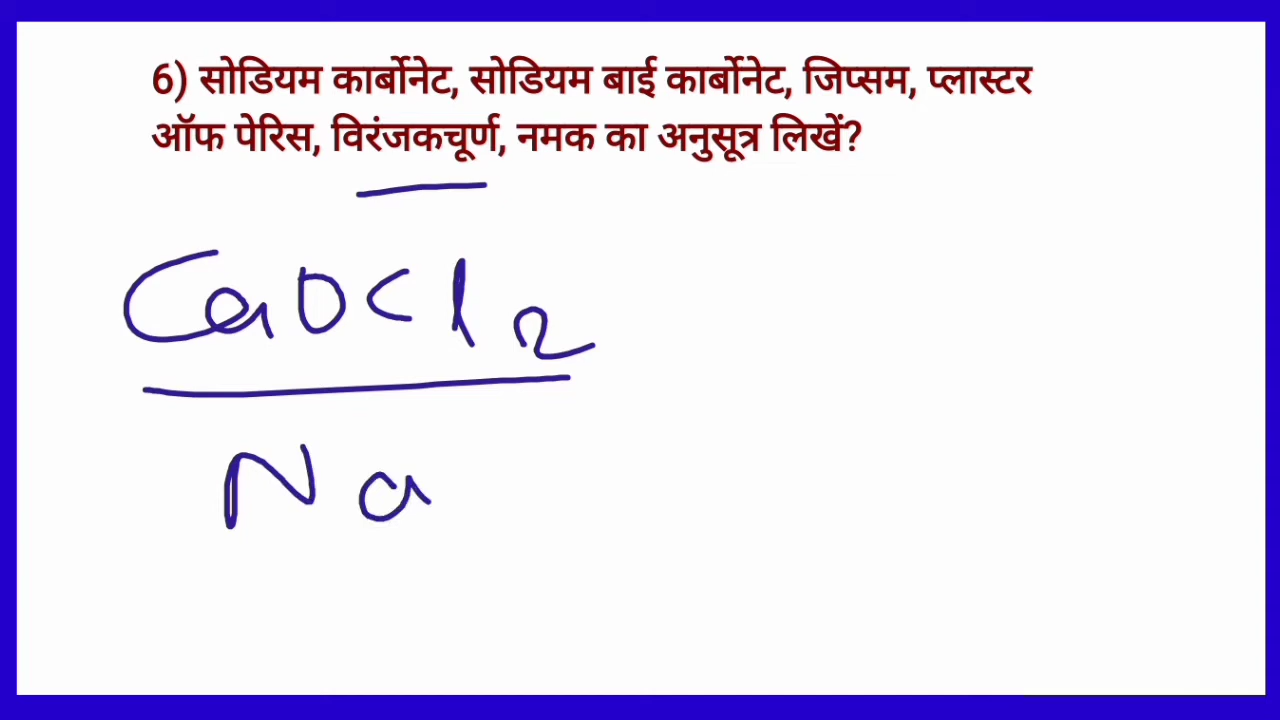 6) सोडियम कार्बोनेट, सोडियम बाई कार्बोनेट, जिप्सम, प्लास्टर
ऑफ पेरिस, विरंजकचूर्ण, नमक का अनुसूत्र लिखें?
CaOCl2
Na